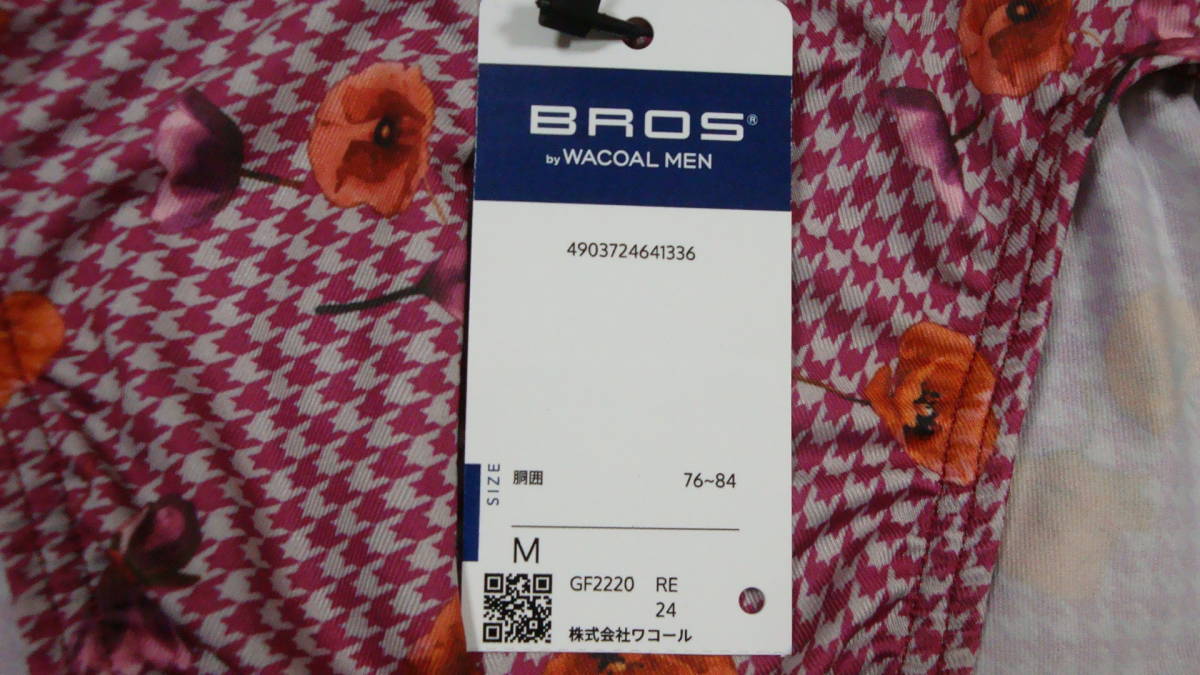 BROS®
by WACOAL MEN
4903724641336
SIZE
胴囲 76~84
M
GF2220 RE
24
株式会社ワコール